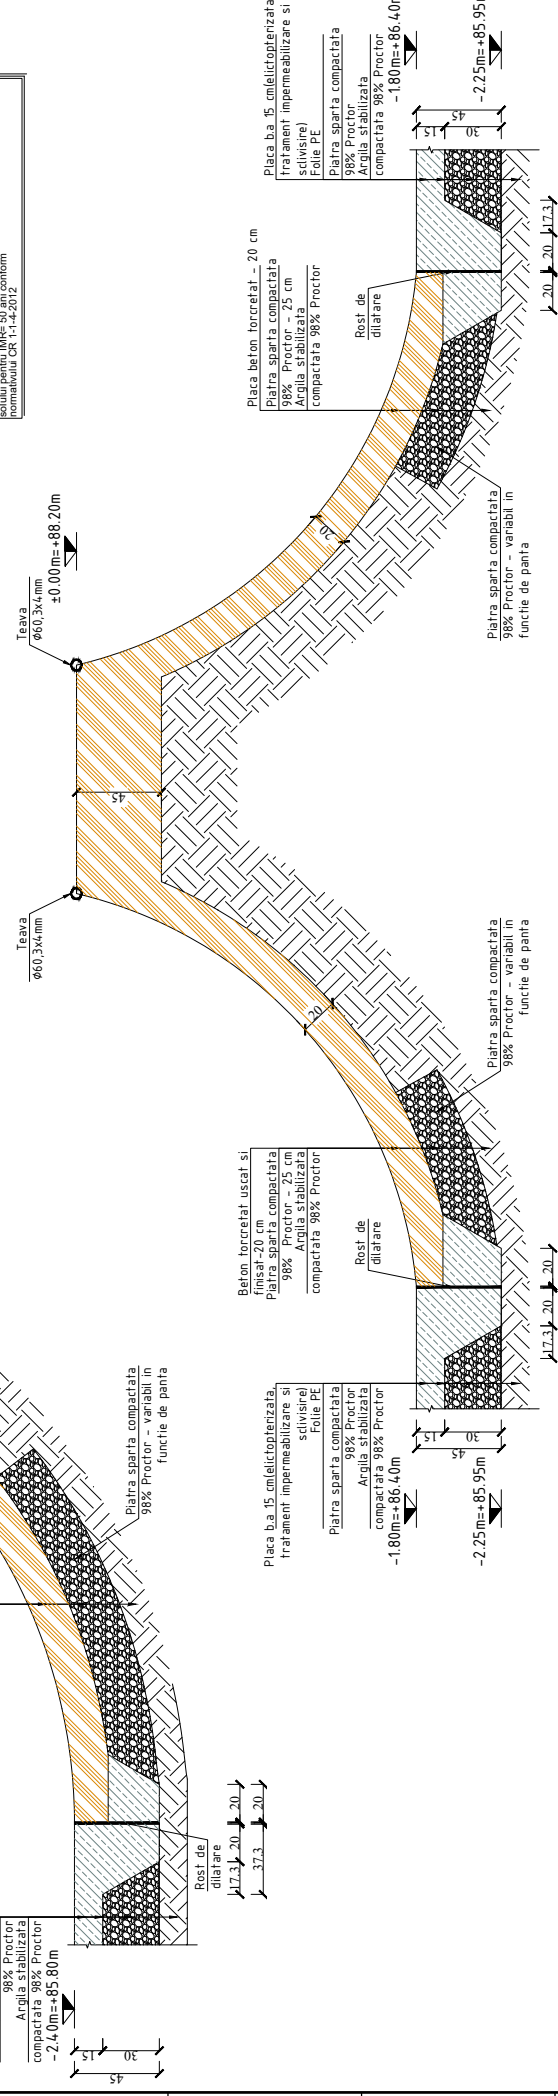 solului pentru IMR= 50 ani conform
normativului CR 1-1-4-2012
Placa b.a 15 cm(elictopterizata
tratament impermeabilizare si
sclivisire)
Folie PE
Piatra sparta compactata
98% Proctor
Argila stabilizata
compactata 98% Proctor
-1.80m=+86.40m
-2.25m=+85.95m
15
30
45
17.3
20
20
Placa beton torcretat - 20 cm
Piatra sparta compactata
98% Proctor - 25 cm
Argila stabilizata
compactata 98% Proctor
Rost de
dilatare
20
Piatra sparta compactata
98% Proctor - variabil in
functie de panta
±0.00m=+88.20m
Teava
ϕ60,3x4mm
45
Teava
ϕ60,3x4mm
20
Piatra sparta compactata
98% Proctor - variabil in
functie de panta
Beton torcretat uscat si
finisat-20 cm
Piatra sparta compactata
98% Proctor - 25 cm
Argila stabilizata
compactata 98% Proctor
Rost de
dilatare
20
20
17.3
Placa b.a 15 cm(elictopterizata,
tratament impermeabilizare si
sclivisire)
Folie PE
Piatra sparta compactata
98% Proctor
Argila stabilizata
compactata 98% Proctor
-1.80m=+86.40m
-2.25m=+85.95m
15
30
45
Piatra sparta compactata
98% Proctor - variabil in
functie de panta
Rost de
dilatare
17.3
20
20
37.3
20
98% Proctor
Argila stabilizata
compactata 98% Proctor
-2.40m=+85.80m
15
30
45